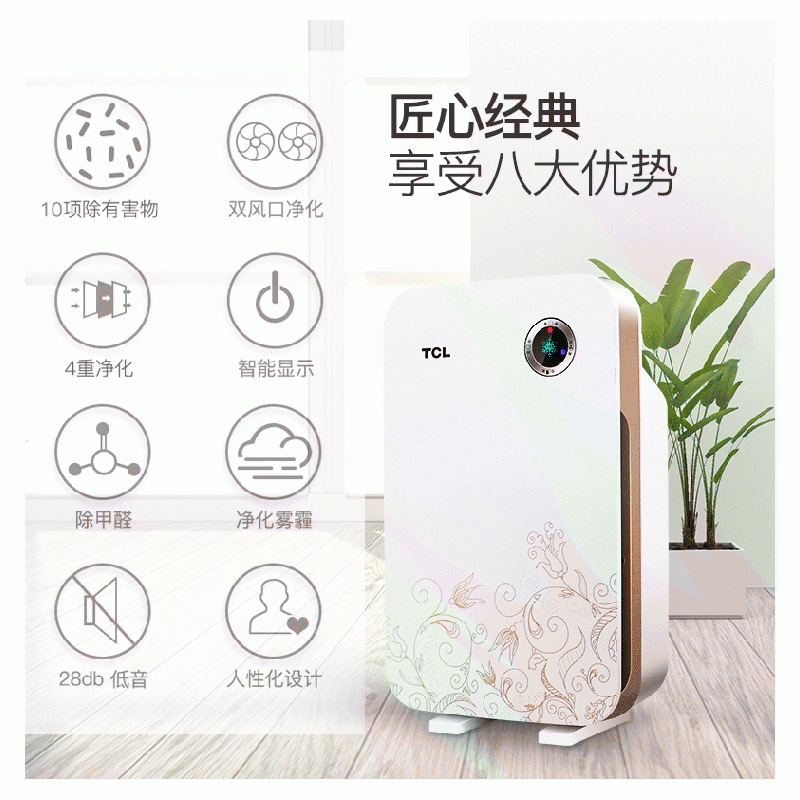 匠心经典
享受八大优势
10项除有害物
双风口净化
4重净化
智能显示
除甲醛
净化雾霾
28db 低音
人性化设计
TCL